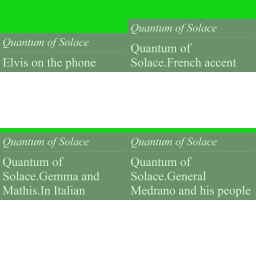 Quantum of Solace
Elvis on the phone
Quantum of Solace
Quantum of
Solace.French accent
Quantum of Solace
Quantum of
Solace.Gemma and
Mathis.In Italian
Quantum of Solace
Quantum of
Solace.General
Medrano and his people